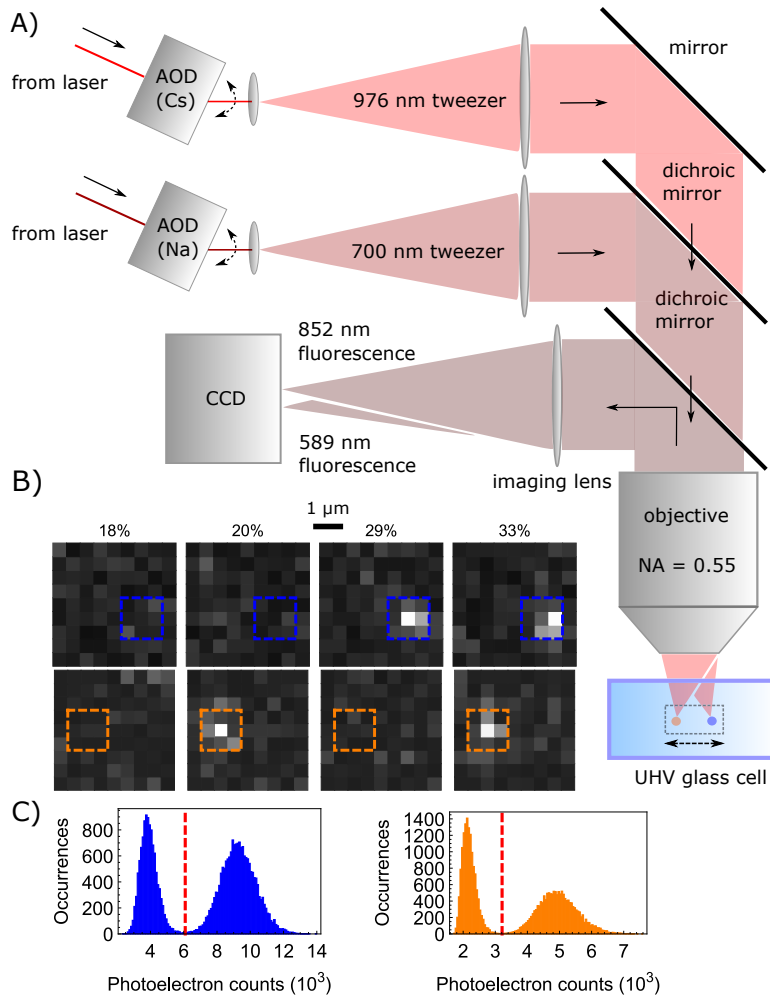 A)
from laser
AOD
(Cs)
976 nm tweezer
mirror
dichroic
mirror
from laser
AOD
(Na)
700 nm tweezer
dichroic
mirror
852 nm
fluorescence
CCD
589 nm
fluorescence
imaging lens
objective
NA = 0.55
UHV glass cell
B)
1 µm
18%
20%
29%
33%
C)
Occurrences
800
600
400
200
0
4
6
8
10
12
14
Photoelectron counts (10³)
Occurrences
1400
1200
1000
800
600
400
200
0
2
3
4
5
6
7
Photoelectron counts (10³)